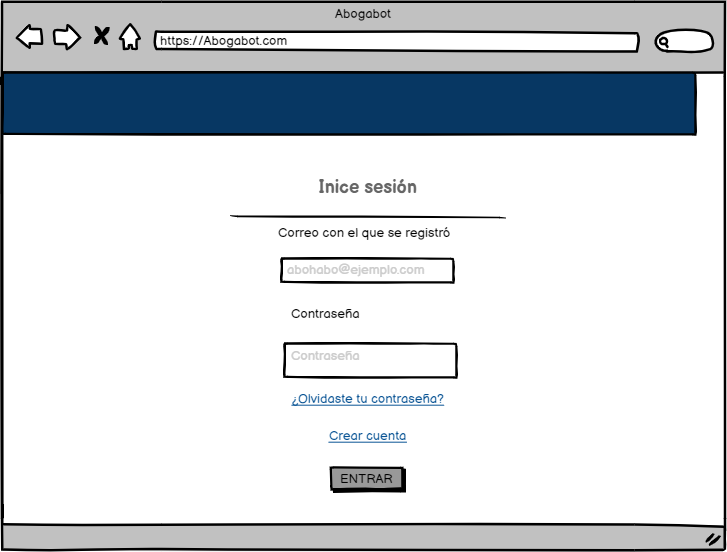 Abogabot
https://Abogabot.com
Inice sesión
Correo con el que se registró
abohabo@ejemplo.com
Contraseña
Contraseña
¿Olvidaste tu contraseña?
Crear cuenta
ENTRAR